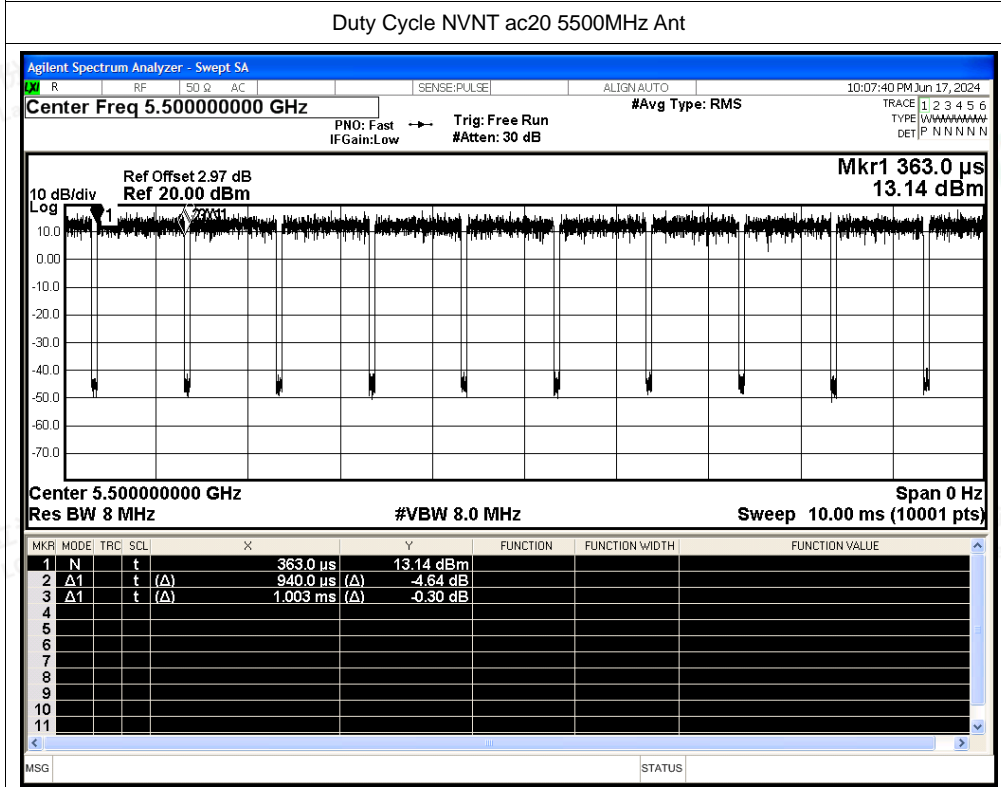 Duty Cycle NVNT ac20 5500MHz Ant
Agilent Spectrum Analyzer - Swept SA
LXI R RF 50 Ω AC SENSE:PULSE ALIGN AUTO 10:07:40 PM Jun 17, 2024
Center Freq 5.500000000 GHz #Avg Type: RMS TRACE 1 2 3 4 5 6
PNO: Fast Trig: Free Run TYPE
IFGain:Low #Atten: 30 dB DET P N N N N N
Mkr1 363.0 µs
Ref Offset 2.97 dB
10 dB/div Ref 20.00 dBm 13.14 dBm
Log
1
10.0
0.00
-10.0
-20.0
-30.0
-40.0
-50.0
-60.0
-70.0
Center 5.500000000 GHz Span 0 Hz
Res BW 8 MHz #VBW 8.0 MHz Sweep 10.00 ms (10001 pts)
MKR MODE TRC SCL X Y FUNCTION FUNCTION WIDTH FUNCTION VALUE
1 N t 363.0 µs 13.14 dBm
2 Δ1 t (Δ) 940.0 µs (Δ) -4.64 dB
3 Δ1 t (Δ) 1.003 ms (Δ) -0.30 dB
4
5
6
7
8
9
10
11
MSG STATUS